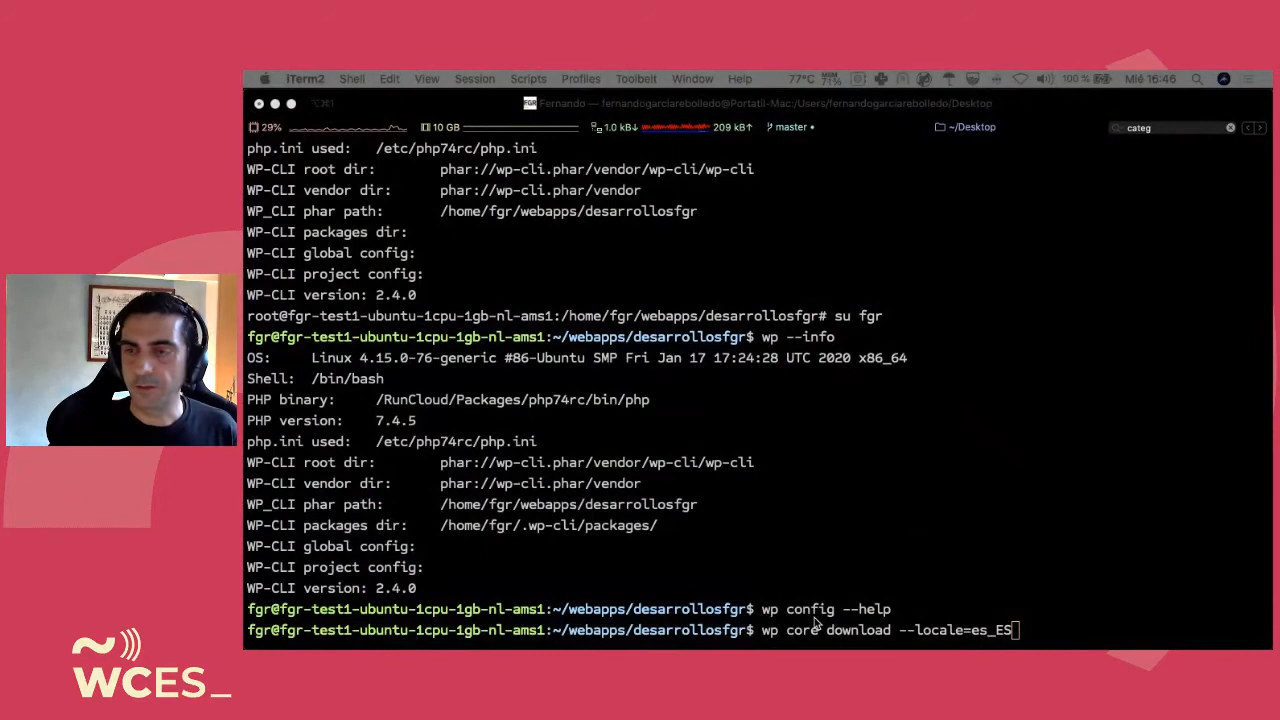 iTerm2 Shell Edit View Session Scripts Profiles Toolbelt Window Help 77°C MEM 71% 100 % Mié 16:46
FGR Fernando — fernandogarciarebolledo@Portatil-Mac:/Users/fernandogarciarebolledo/Desktop
29% 10 GB 1.0 kB↓ 209 kB↑ master ~/Desktop categ
php.ini used: /etc/php74rc/php.ini
WP-CLI root dir: phar://wp-cli.phar/vendor/wp-cli/wp-cli
WP-CLI vendor dir: phar://wp-cli.phar/vendor
WP_CLI phar path: /home/fgr/webapps/desarrollosfgr
WP-CLI packages dir:
WP-CLI global config:
WP-CLI project config:
WP-CLI version: 2.4.0
root@fgr-test1-ubuntu-1cpu-1gb-nl-ams1:/home/fgr/webapps/desarrollosfgr# su fgr
fgr@fgr-test1-ubuntu-1cpu-1gb-nl-ams1:~/webapps/desarrollosfgr$ wp --info
OS: Linux 4.15.0-76-generic #86-Ubuntu SMP Fri Jan 17 17:24:28 UTC 2020 x86_64
Shell: /bin/bash
PHP binary: /RunCloud/Packages/php74rc/bin/php
PHP version: 7.4.5
php.ini used: /etc/php74rc/php.ini
WP-CLI root dir: phar://wp-cli.phar/vendor/wp-cli/wp-cli
WP-CLI vendor dir: phar://wp-cli.phar/vendor
WP_CLI phar path: /home/fgr/webapps/desarrollosfgr
WP-CLI packages dir: /home/fgr/.wp-cli/packages/
WP-CLI global config:
WP-CLI project config:
WP-CLI version: 2.4.0
fgr@fgr-test1-ubuntu-1cpu-1gb-nl-ams1:~/webapps/desarrollosfgr$ wp config --help
fgr@fgr-test1-ubuntu-1cpu-1gb-nl-ams1:~/webapps/desarrollosfgr$ wp core download --locale=es_ES
WCES_